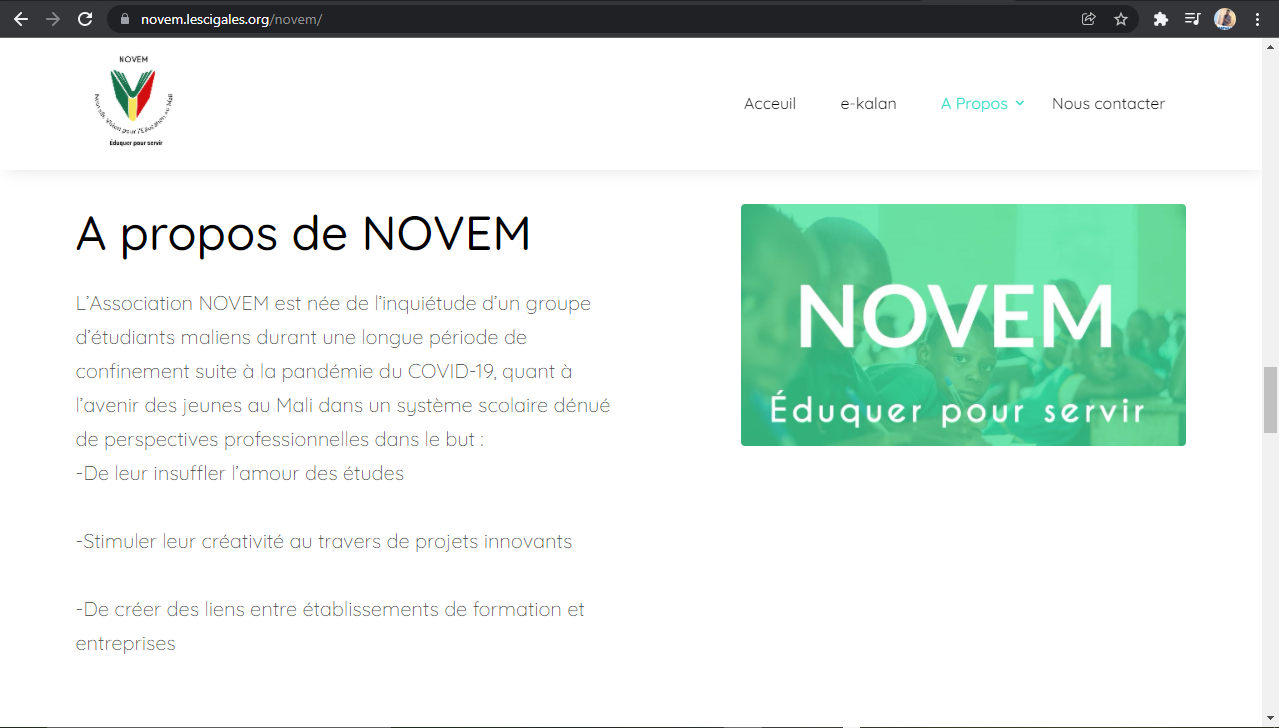 novem.lescigales.org/novem/
NOVEM
Nouvelle Vision pour l'Education au Mali
Éduquer pour servir
Acceuil
e-kalan
A Propos
Nous contacter
A propos de NOVEM
L'Association NOVEM est née de l'inquiétude d'un groupe
d'étudiants maliens durant une longue période de
confinement suite à la pandémie du COVID-19, quant à
l'avenir des jeunes au Mali dans un système scolaire dénué
de perspectives professionnelles dans le but :
-De leur insuffler l'amour des études
-Stimuler leur créativité au travers de projets innovants
-De créer des liens entre établissements de formation et
entreprises
NOVEM
Éduquer pour servir